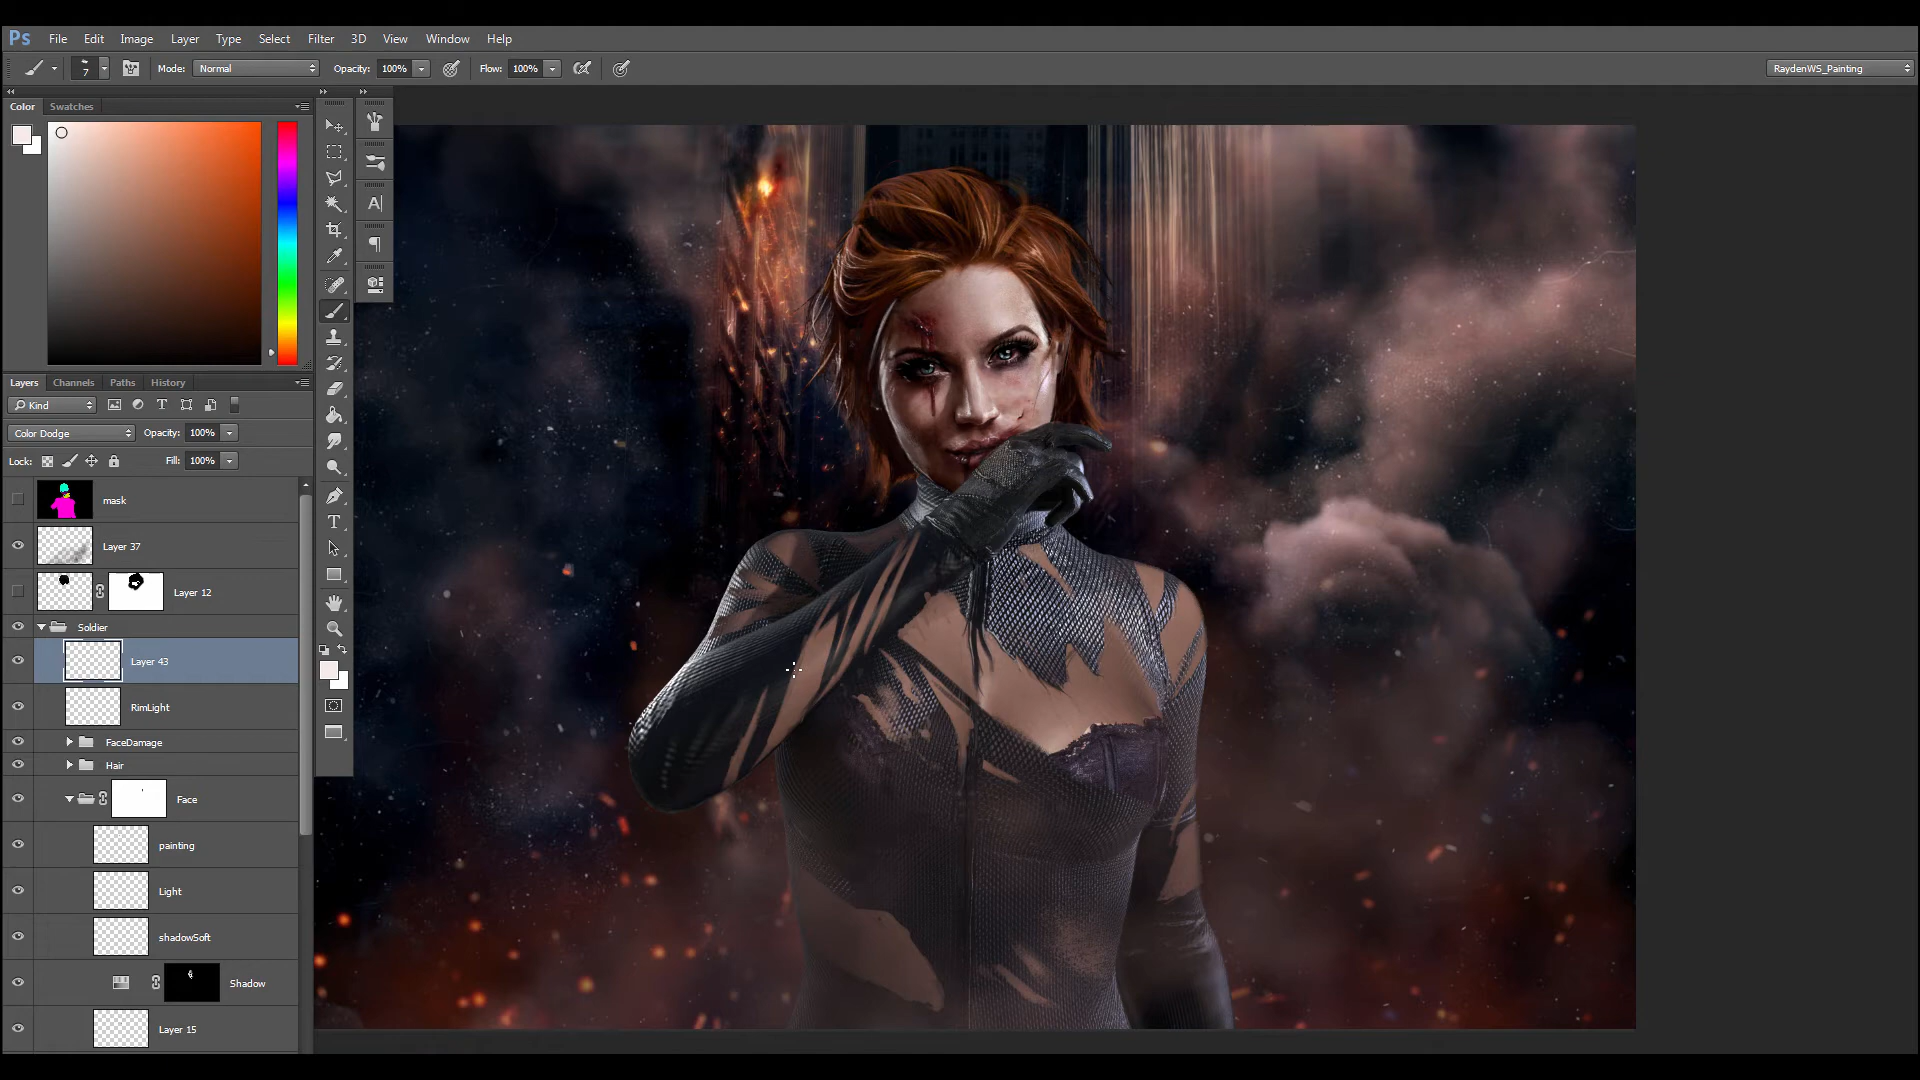 Ps File Edit Image Layer Type Select Filter 3D View Window Help
7 Mode: Normal Opacity: 100% Flow: 100% RaydenWS_Painting
Color Swatches
Layers Channels Paths History
Kind
Color Dodge Opacity: 100%
Lock: Fill: 100%
mask
Layer 37
Layer 12
Soldier
Layer 43
RimLight
FaceDamage
Hair
Face
painting
Light
shadowSoft
Shadow
Layer 15